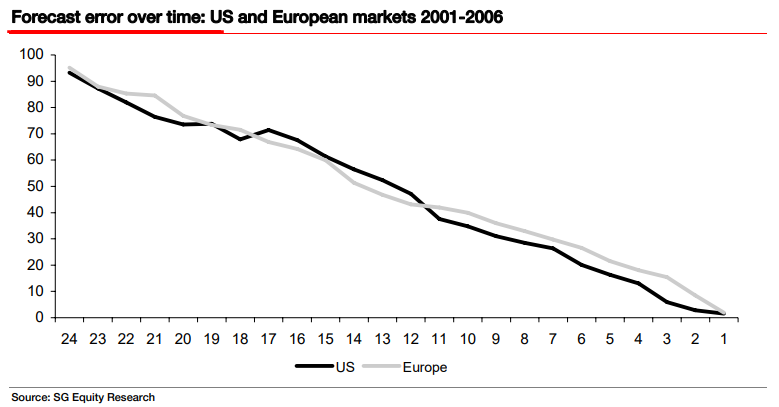 Forecast error over time: US and European markets 2001-2006
100
90
80
70
60
50
40
30
20
10
0
24 23 22 21 20 19 18 17 16 15 14 13 12 11 10 9 8 7 6 5 4 3 2 1
US Europe
Source: SG Equity Research